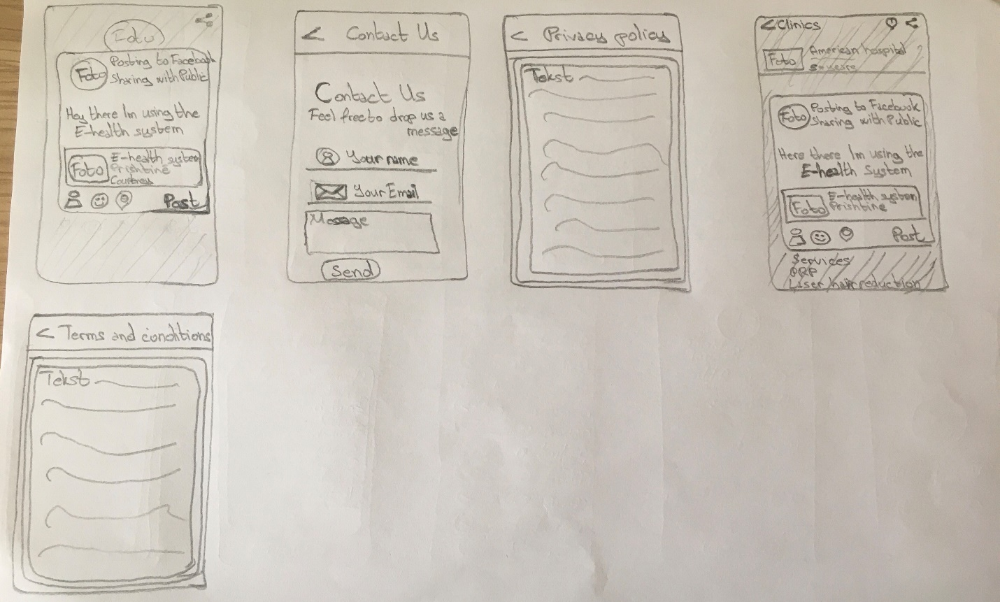 Foto
Foto
Posting to Facebook
Sharing with Public
Hey there Im using the
E-health system
Foto
E-health system
Prishtine
Post
< Contact Us
Contact Us
Feel free to drop us a
message
Your name
Your Email
Message
Send
< Privacy policy
Tekst
< Clinics
Foto
American hospital
Foto
Posting to Facebook
Sharing with Public
Here there Im using the
E-health System
Foto
E-health system
Prishtine
Post
Services
PRP
Laser hair reduction
< Terms and conditions
Tekst